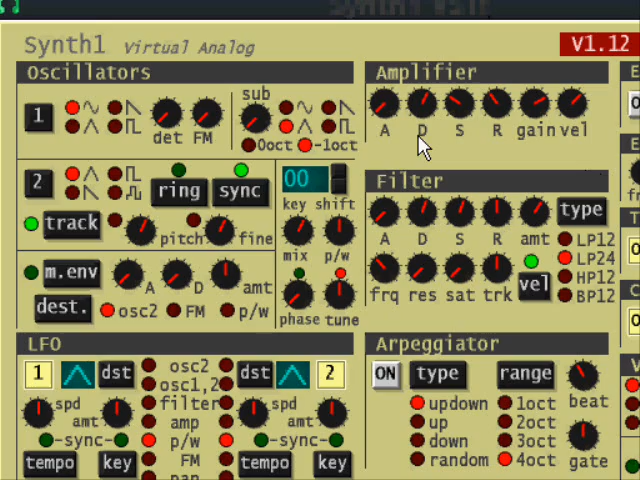 Synth1 Virtual Analog
V1.12
Oscillators
1
det FM
sub
0oct -1oct
2
ring sync
track
pitch fine
00
key shift
mix p/w
phase tune
m.env
A D amt
dest.
osc2 FM p/w
Amplifier
A D S R gain vel
Filter
A D S R amt
type
LP12
LP24
HP12
BP12
frq res sat trk
vel
LFO
1 dst
spd
amt
sync
tempo key
osc2
osc1,2
filter
amp
p/w
FM
pan
dst 2
spd
amt
sync
tempo key
Arpeggiator
ON type range
beat
updown
up
down
random
1oct
2oct
3oct
4oct
gate